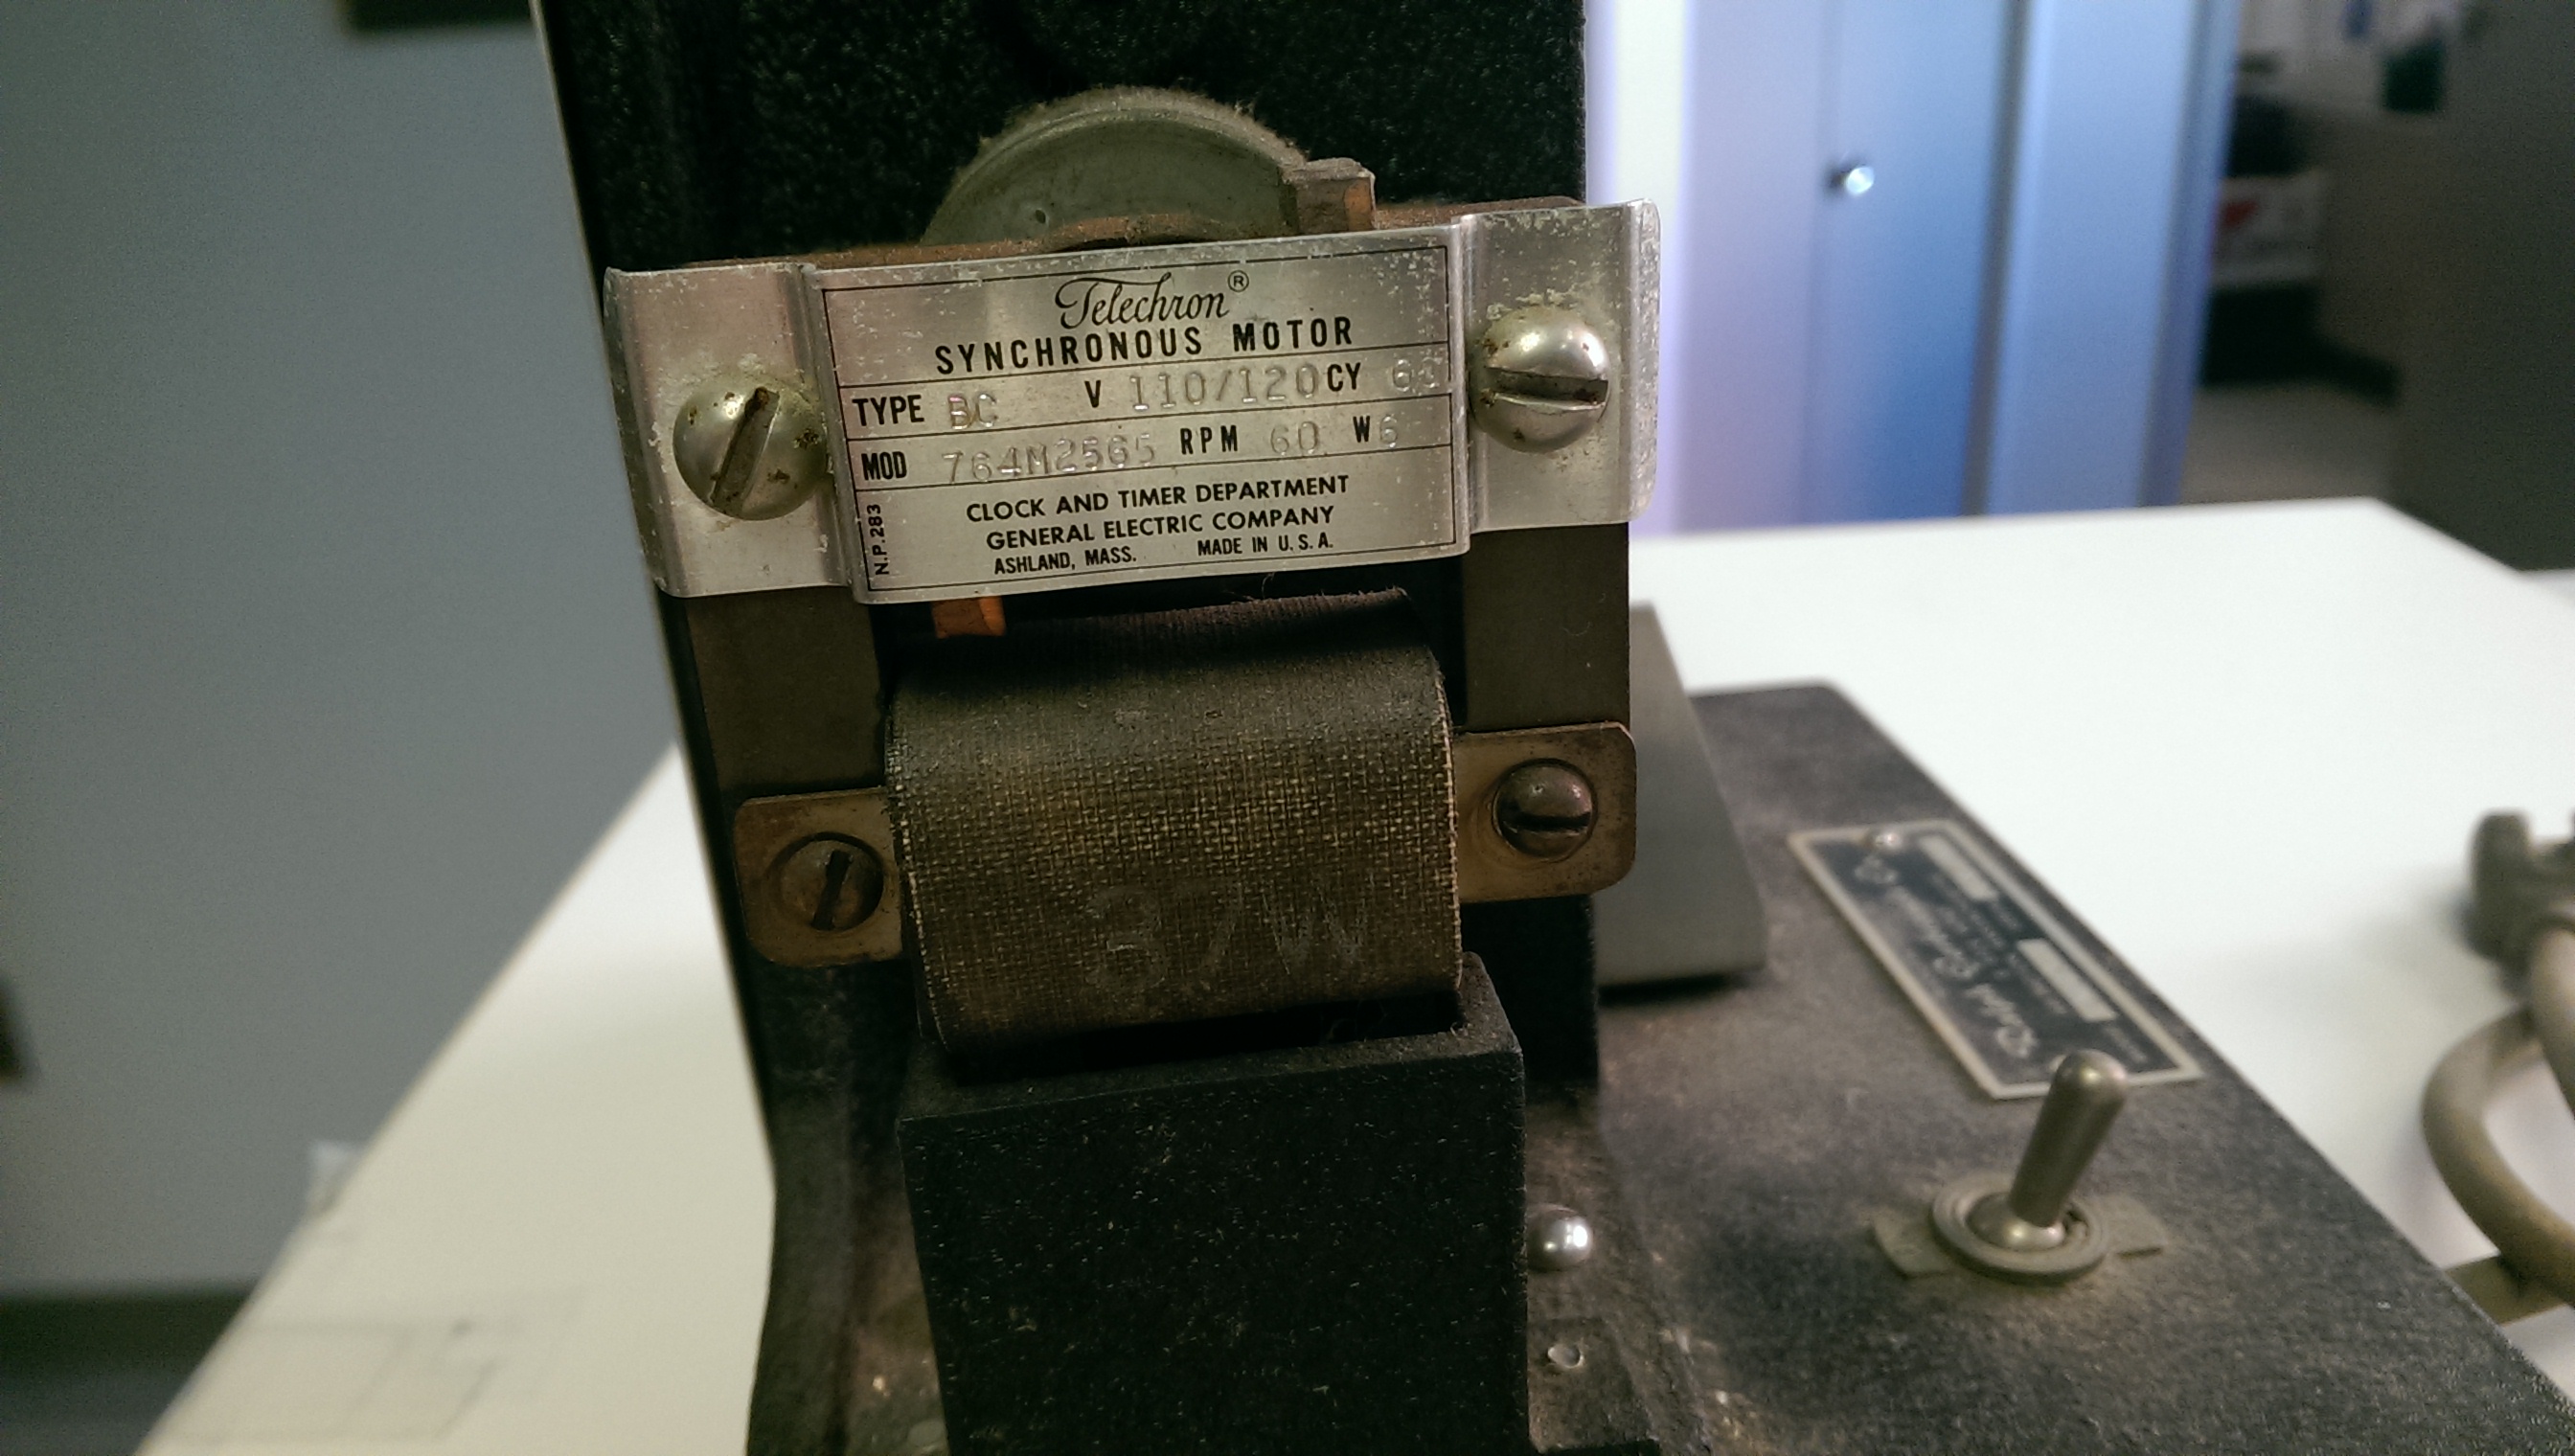 Telechron®
SYNCHRONOUS MOTOR
TYPE BC V 110/120 CY 60
MOD 764M2565 RPM 60 W 6
N.P.283
CLOCK AND TIMER DEPARTMENT
GENERAL ELECTRIC COMPANY
ASHLAND, MASS. MADE IN U.S.A.
37W